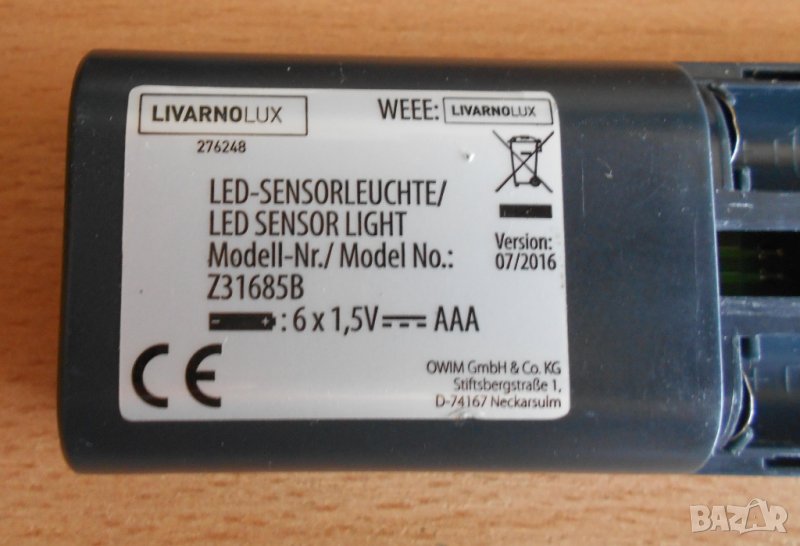 LIVARNOLUX
276248
WEEE: LIVARNOLUX
LED-SENSORLEUCHTE/
LED SENSOR LIGHT
Modell-Nr./ Model No.:
Z31685B
- + : 6 x 1,5V AAA
Version:
07/2016
CE
OWIM GmbH & Co. KG
Stiftsbergstraße 1,
D-74167 Neckarsulm
BAZAR